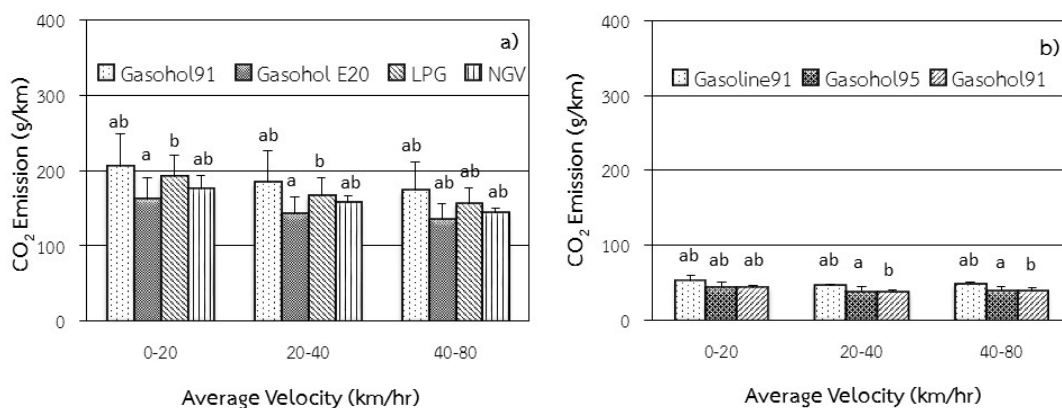 a)
400
300
200
100
0
CO2 Emission (g/km)
Gasohol91 Gasohol E20 LPG NGV
ab a b ab
ab a b ab
ab ab ab ab
0-20 20-40 40-80
Average Velocity (km/hr)
b)
400
300
200
100
0
CO2 Emission (g/km)
Gasoline91 Gasohol95 Gasohol91
ab ab ab
ab a b
ab a b
0-20 20-40 40-80
Average Velocity (km/hr)